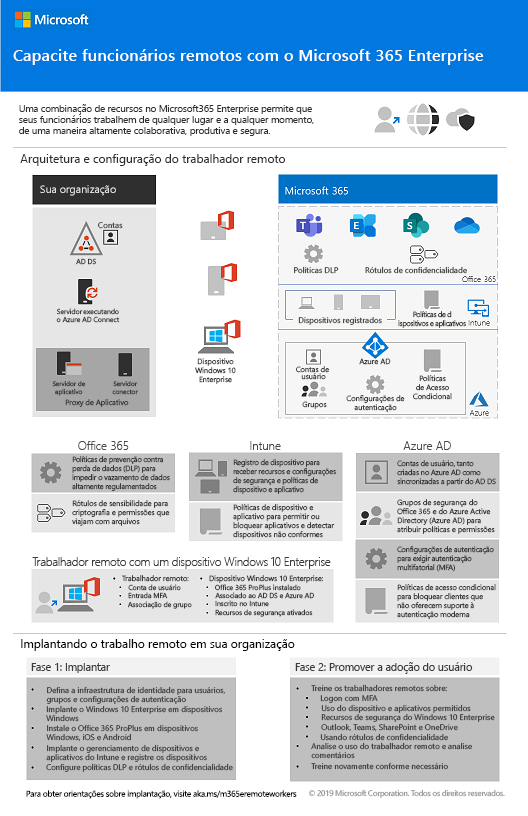 Microsoft
Capacite funcionários remotos com o Microsoft 365 Enterprise
Uma combinação de recursos no Microsoft365 Enterprise permite que
seus funcionários trabalhem de qualquer lugar e a qualquer momento,
de uma maneira altamente colaborativa, produtiva e segura.
Arquitetura e configuração do trabalhador remoto
Sua organização
Contas
AD DS
Servidor executando
o Azure AD Connect
Servidor de
aplicativo
Servidor
conector
Proxy de Aplicativo
Dispositivo
Windows 10
Enterprise
Microsoft 365
Políticas DLP
Rótulos de confidencialidade
Office 365
Dispositivos registrados
Políticas de d
ispositivos e aplicativos
Intune
Azure AD
Contas de
usuário
Grupos
Configurações de
autenticação
Políticas
de Acesso
Condicional
Azure
Office 365
Políticas de prevenção contra
perda de dados (DLP) para
impedir o vazamento de dados
altamente regulamentados
Rótulos de sensibilidade para
criptografia e permissões que
viajam com arquivos
Intune
Registro de dispositivo para
receber recursos e configurações
de segurança e políticas de
dispositivo e aplicativo
Políticas de dispositivo e
aplicativo para permitir ou
bloquear aplicativos e detectar
dispositivos não conformes
Azure AD
Contas de usuário, tanto
criadas no Azure AD como
sincronizadas a partir do AD DS
Grupos de segurança do
Office 365 e do Azure Active
Directory (Azure AD) para
atribuir políticas e permissões
Configurações de autenticação
para exigir autenticação
multifatorial (MFA)
Políticas de acesso condicional
para bloquear clientes que
não oferecem suporte à
autenticação moderna
Trabalhador remoto com um dispositivo Windows 10 Enterprise
• Trabalhador remoto:
• Conta de usuário
• Entrada MFA
• Associação de grupo
• Dispositivo Windows 10 Enterprise:
• Office 365 ProPlus instalado
• Associado ao AD DS e Azure AD
• Inscrito no Intune
• Recursos de segurança ativados
Implantando o trabalho remoto em sua organização
Fase 1: Implantar
• Defina a infraestrutura de identidade para usuários,
grupos e configurações de autenticação
• Implante o Windows 10 Enterprise em dispositivos
Windows
• Instale o Office 365 ProPlus em dispositivos
Windows, iOS e Android
• Implante o gerenciamento de dispositivos e
aplicativos do Intune e registre os dispositivos
• Configure políticas DLP e rótulos de confidencialidade
Fase 2: Promover a adoção do usuário
• Treine os trabalhadores remotos sobre:
• Logon com MFA
• Uso do dispositivo e aplicativos permitidos
• Recursos de segurança do Windows 10 Enterprise
• Outlook, Teams, SharePoint e OneDrive
• Usando rótulos de confidencialidade
• Analise o uso do trabalhador remoto e analise
comentários
• Treine novamente conforme necessário
Para obter orientações sobre implantação, visite aka.ms/m365eremoteworkers
© 2019 Microsoft Corporation. Todos os direitos reservados.